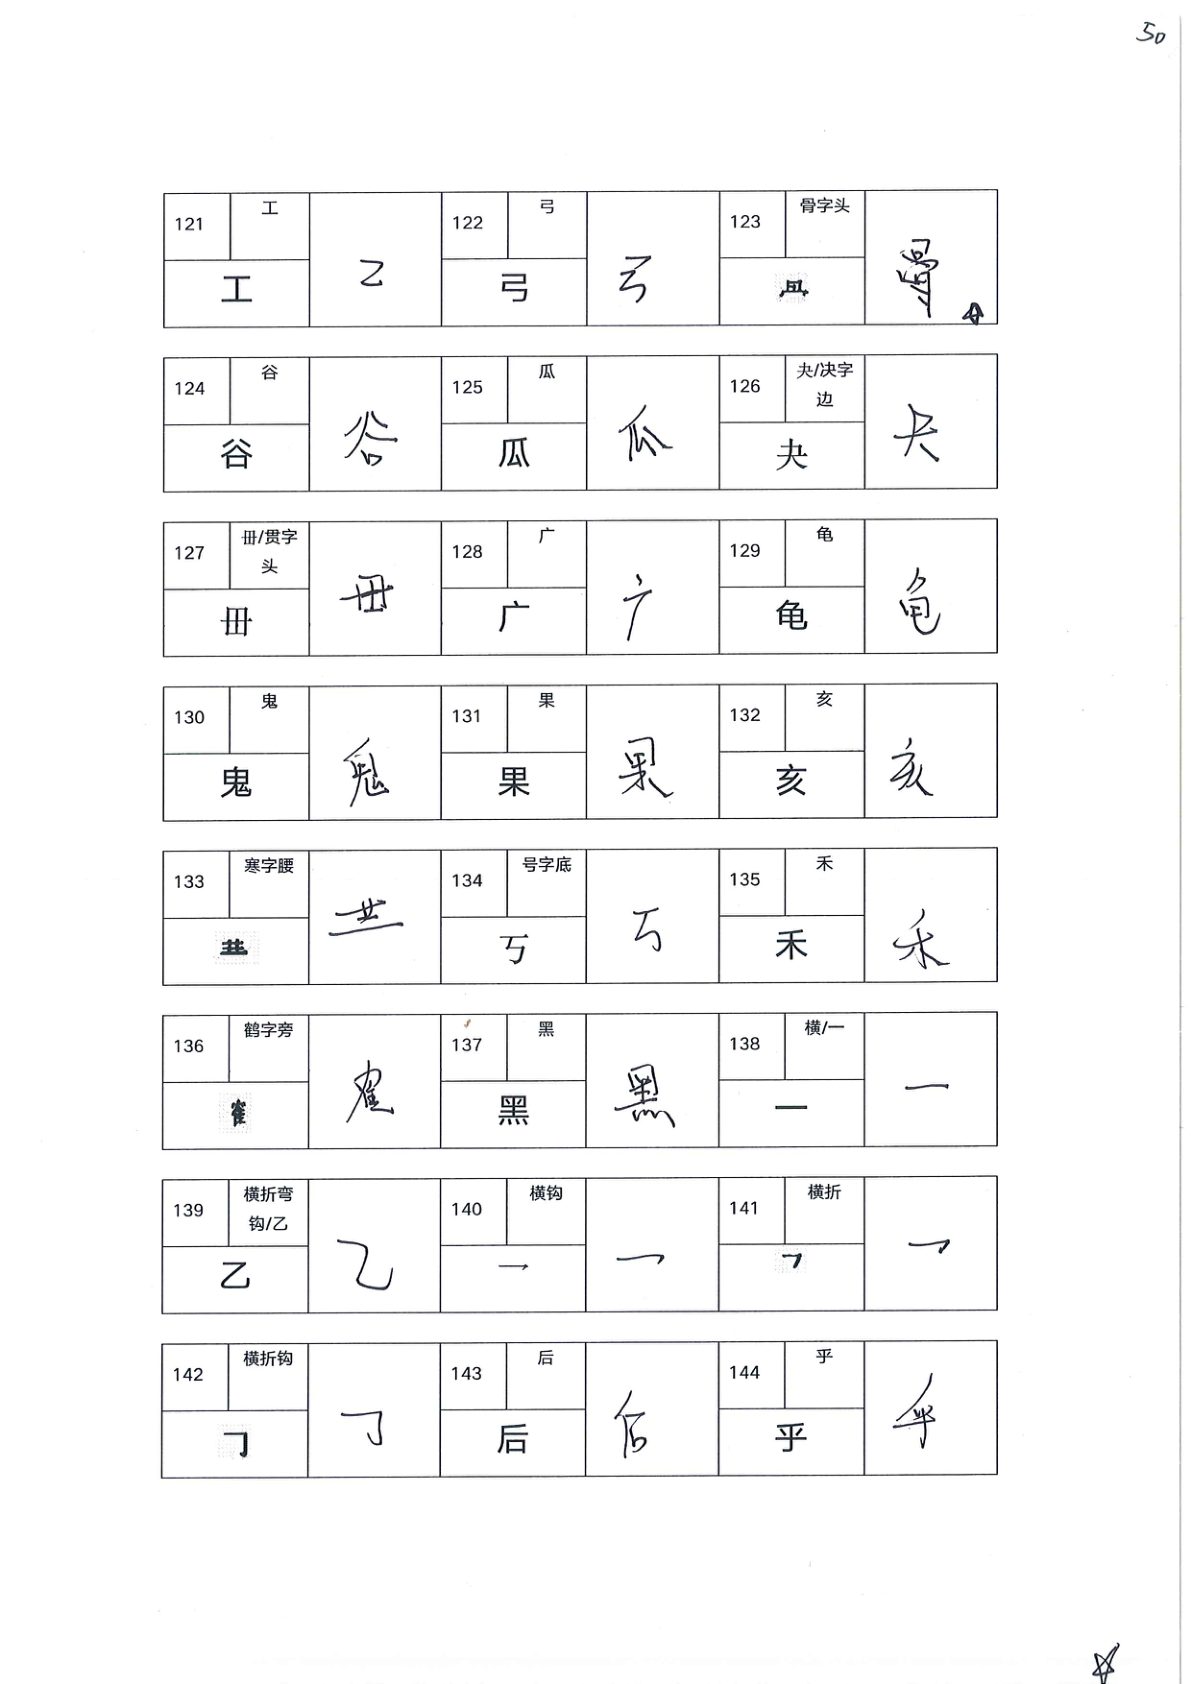 50
121 工 工 工
122 弓 弓 弓
123 骨字头
124 谷 谷 谷
125 瓜 瓜 瓜
126 夬/决字边 夬 夬
127 毌/贯字头 毌 毌
128 广 广 广
129 龟 龟 龟
130 鬼 鬼 鬼
131 果 果 果
132 亥 亥 亥
133 寒字腰
134 号字底 丂 丂
135 禾 禾 禾
136 鹤字旁
137 黑 黑 黑
138 横/一 一 一
139 横折弯钩/乙 乙 乙
140 横钩 乛 乛
141 横折 𠃍 𠃍
142 横折钩 𠃌 𠃌
143 后 后 后
144 乎 乎 乎